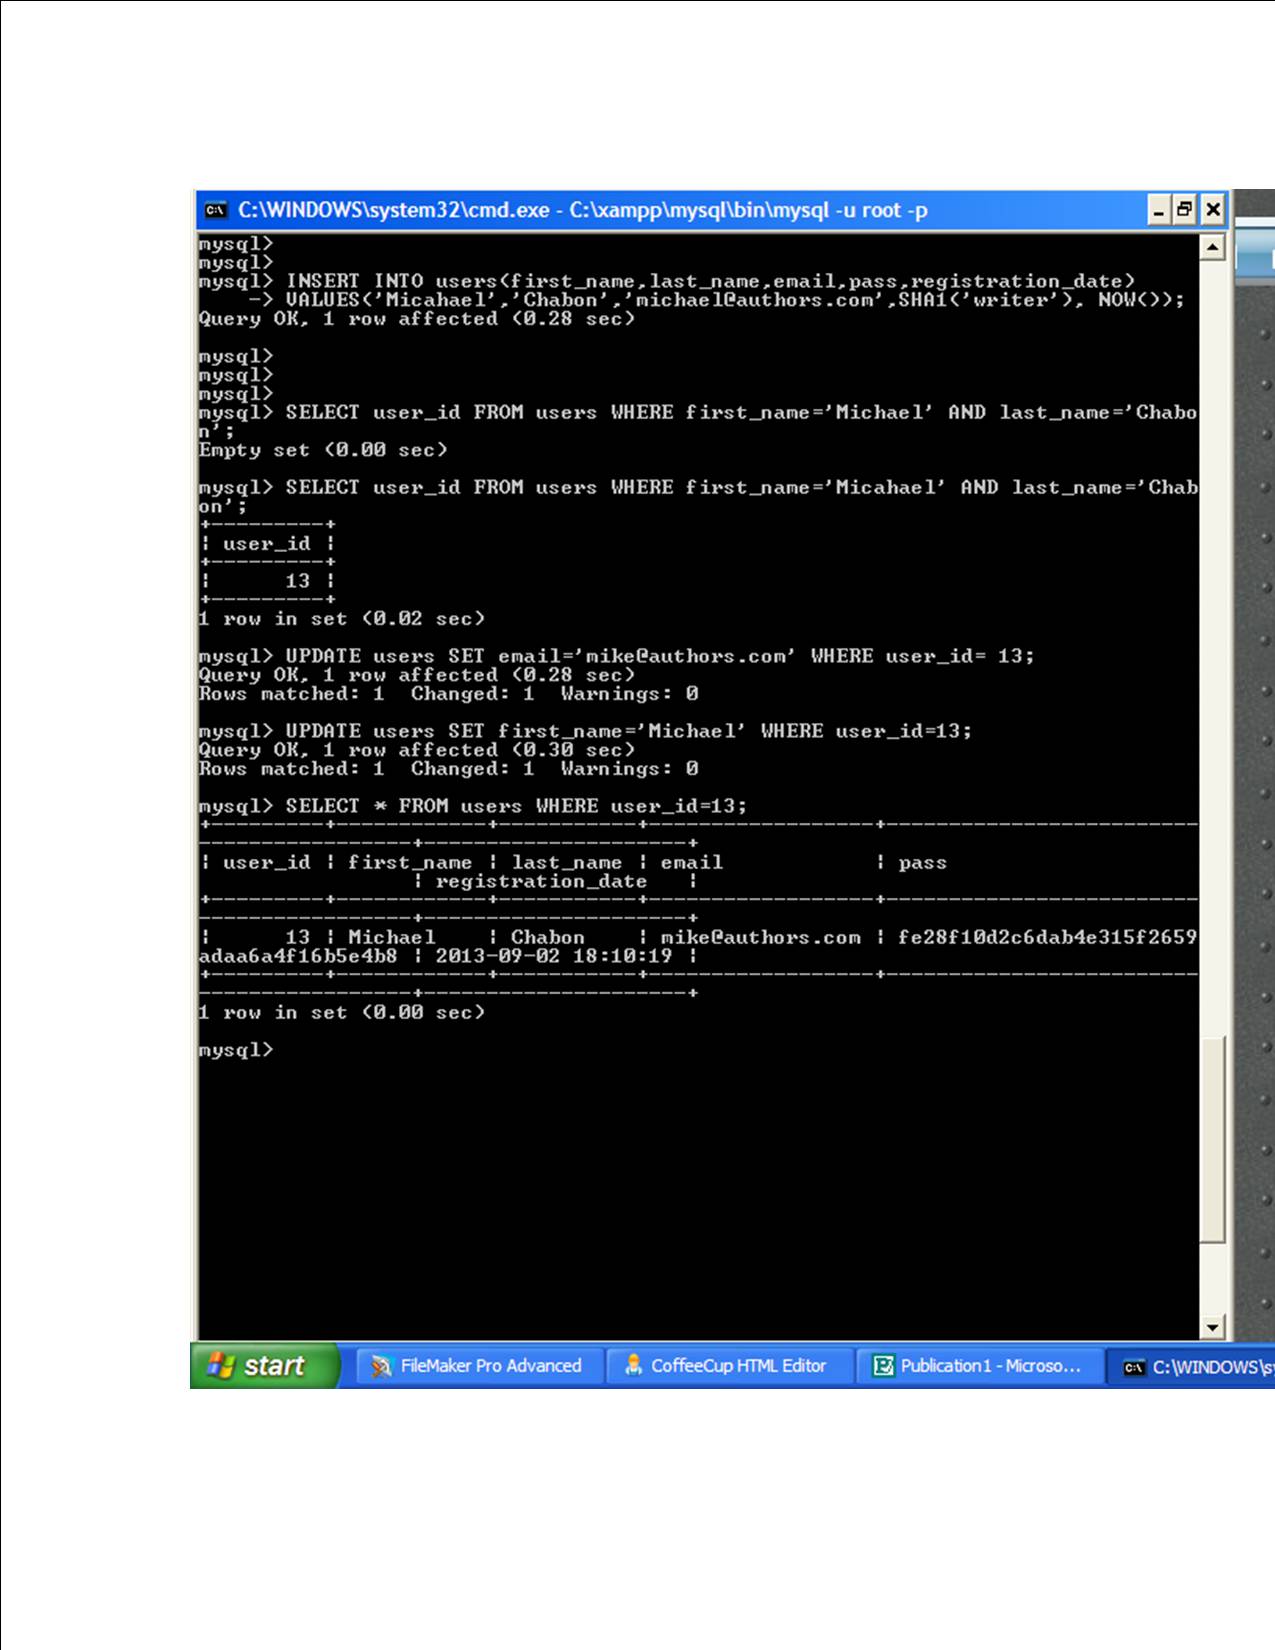 C:\WINDOWS\system32\cmd.exe - C:\xampp\mysql\bin\mysql -u root -p
mysql>
mysql>
mysql> INSERT INTO users(first_name,last_name,email,pass,registration_date)
    -> VALUES('Micahael','Chabon','michael@authors.com',SHA1('writer'), NOW());
Query OK, 1 row affected (0.28 sec)
mysql>
mysql>
mysql>
mysql> SELECT user_id FROM users WHERE first_name='Michael' AND last_name='Chabo
n';
Empty set (0.00 sec)
mysql> SELECT user_id FROM users WHERE first_name='Micahael' AND last_name='Chab
on';
+---------+
| user_id |
+---------+
|      13 |
+---------+
1 row in set (0.02 sec)
mysql> UPDATE users SET email='mike@authors.com' WHERE user_id= 13;
Query OK, 1 row affected (0.28 sec)
Rows matched: 1  Changed: 1  Warnings: 0
mysql> UPDATE users SET first_name='Michael' WHERE user_id=13;
Query OK, 1 row affected (0.30 sec)
Rows matched: 1  Changed: 1  Warnings: 0
mysql> SELECT * FROM users WHERE user_id=13;
+---------+------------+-----------+------------------+-------------------------
-----------------+---------------------+
| user_id | first_name | last_name | email            | pass
                 | registration_date   |
+---------+------------+-----------+------------------+-------------------------
-----------------+---------------------+
|      13 | Michael    | Chabon    | mike@authors.com | fe28f10d2c6dab4e315f2659
adaa6a4f16b5e4b8 | 2013-09-02 18:10:19 |
+---------+------------+-----------+------------------+-------------------------
-----------------+---------------------+
1 row in set (0.00 sec)
mysql>
start FileMaker Pro Advanced CoffeeCup HTML Editor Publication1 - Microso... C:\WINDOWS\sy